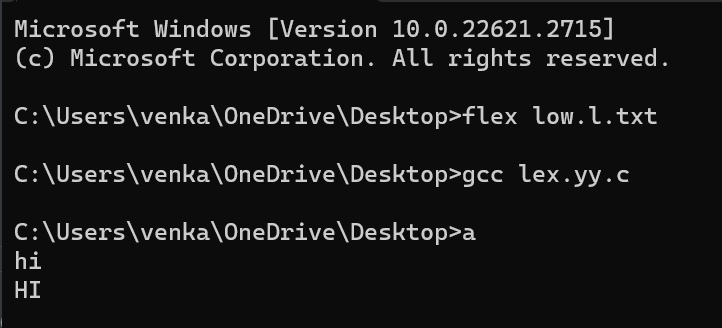 Microsoft Windows [Version 10.0.22621.2715]
(c) Microsoft Corporation. All rights reserved.
C:\Users\venka\OneDrive\Desktop>flex low.l.txt
C:\Users\venka\OneDrive\Desktop>gcc lex.yy.c
C:\Users\venka\OneDrive\Desktop>a
hi
HI